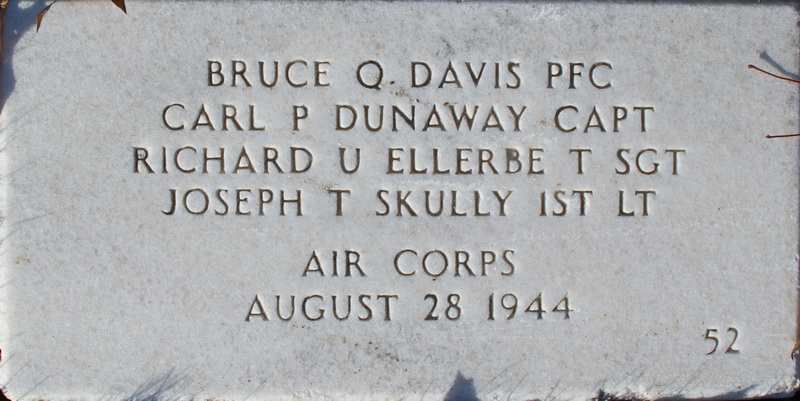 BRUCE Q DAVIS PFC
CARL P DUNAWAY CAPT
RICHARD U ELLERBE T SGT
JOSEPH T SKULLY 1ST LT
AIR CORPS
AUGUST 28 1944
52